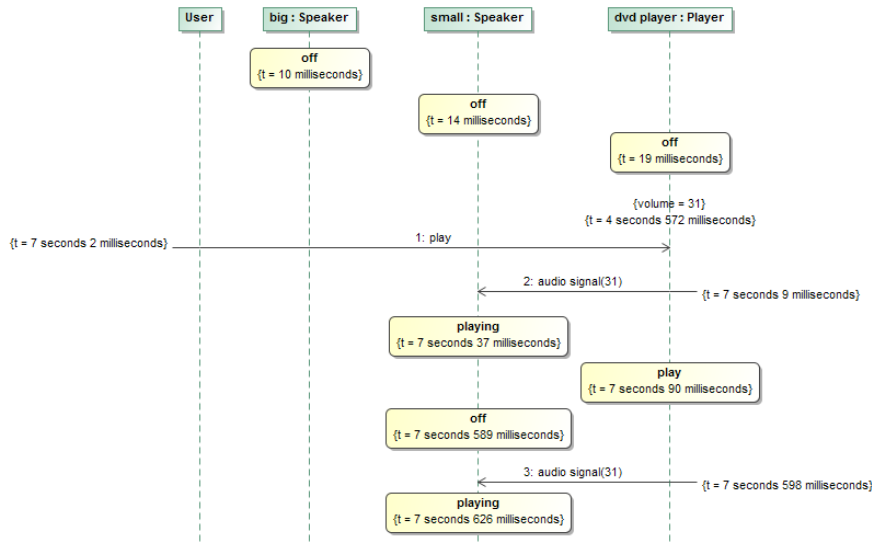 User
big : Speaker
small : Speaker
dvd player : Player
off
{t = 10 milliseconds}
off
{t = 14 milliseconds}
off
{t = 19 milliseconds}
{volume = 31}
{t = 4 seconds 572 milliseconds}
{t = 7 seconds 2 milliseconds}
1: play
2: audio signal(31)
{t = 7 seconds 9 milliseconds}
playing
{t = 7 seconds 37 milliseconds}
play
{t = 7 seconds 90 milliseconds}
off
{t = 7 seconds 589 milliseconds}
3: audio signal(31)
{t = 7 seconds 598 milliseconds}
playing
{t = 7 seconds 626 milliseconds}